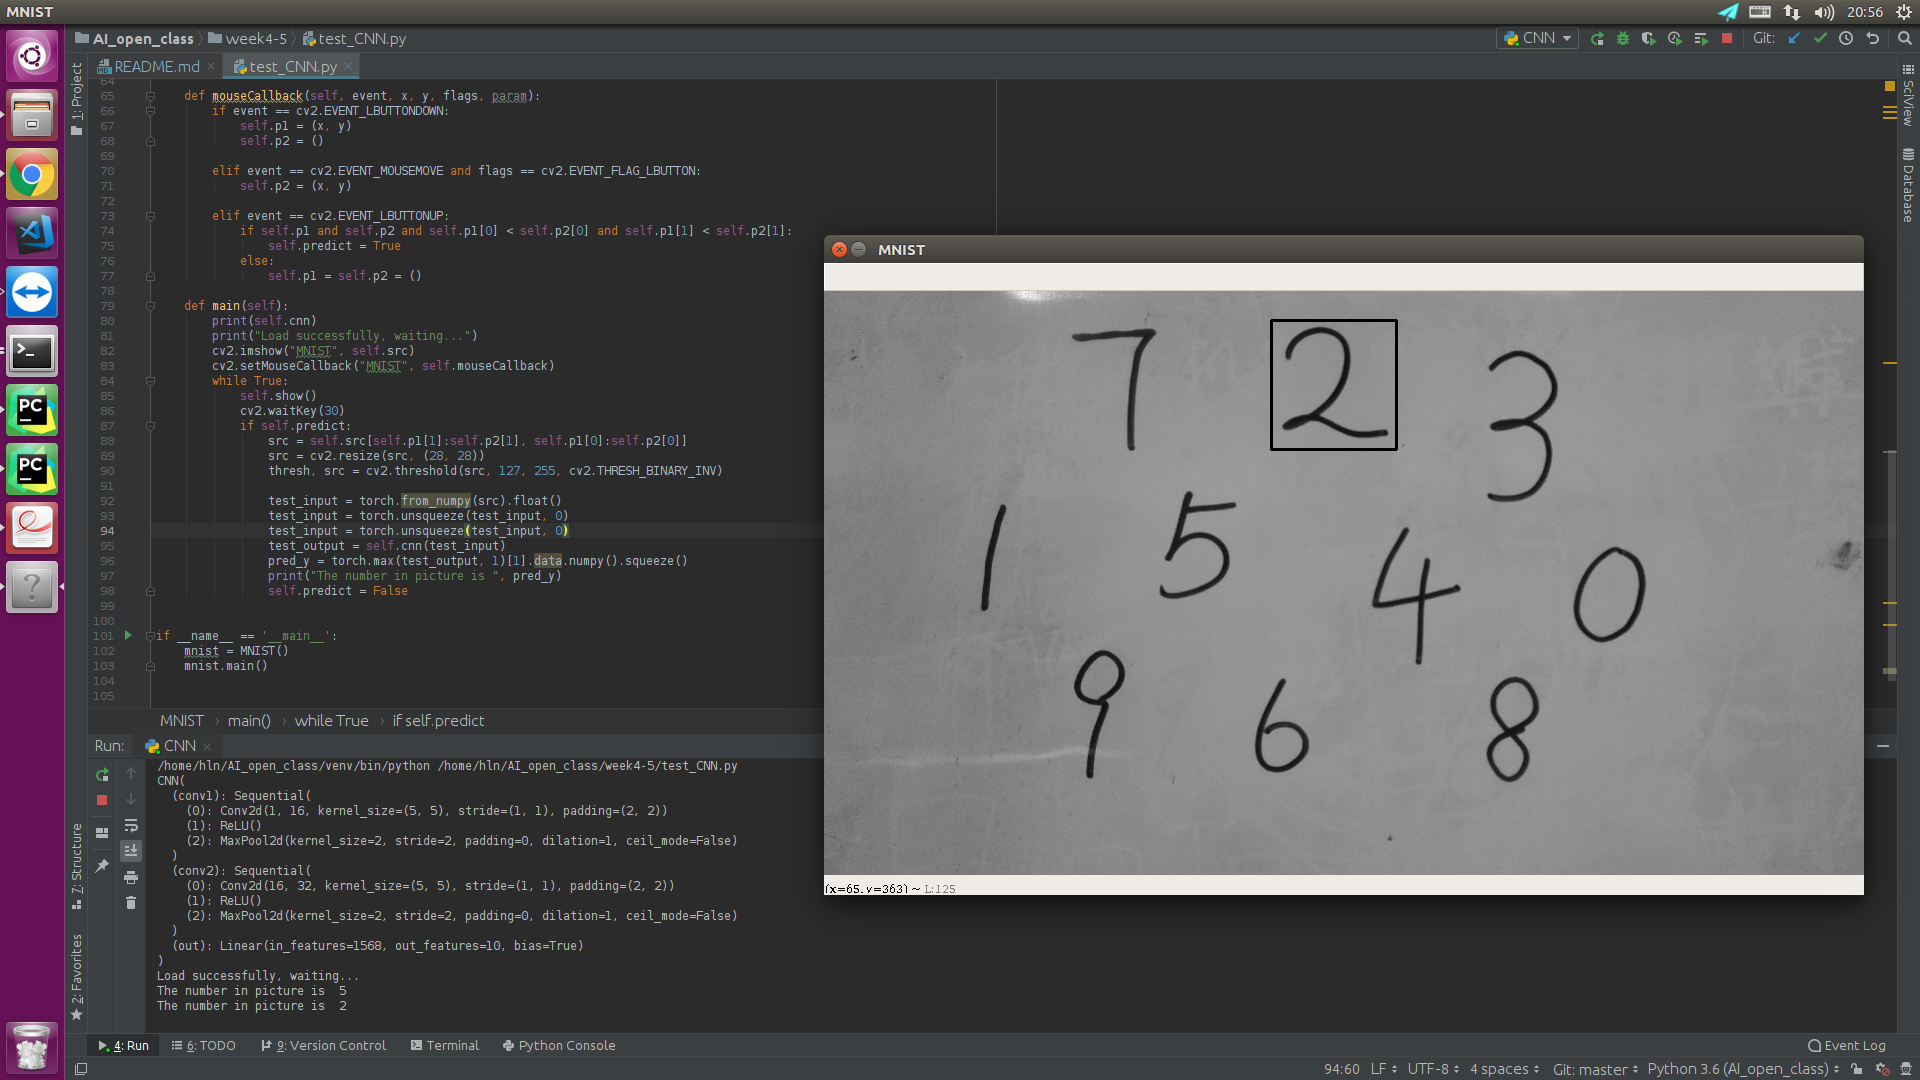 MNIST
20:56
AI_open_class
week4-5
test_CNN.py
CNN
Git:
README.md
test_CNN.py
1: Project
SciView
Database
64
65 def mouseCallback(self, event, x, y, flags, param):
66 if event == cv2.EVENT_LBUTTONDOWN:
67 self.p1 = (x, y)
68 self.p2 = ()
69
70 elif event == cv2.EVENT_MOUSEMOVE and flags == cv2.EVENT_FLAG_LBUTTON:
71 self.p2 = (x, y)
72
73 elif event == cv2.EVENT_LBUTTONUP:
74 if self.p1 and self.p2 and self.p1[0] < self.p2[0] and self.p1[1] < self.p2[1]:
75 self.predict = True
76 else:
77 self.p1 = self.p2 = ()
78
79 def main(self):
80 print(self.cnn)
81 print("Load successfully, waiting...")
82 cv2.imshow("MNIST", self.src)
83 cv2.setMouseCallback("MNIST", self.mouseCallback)
84 while True:
85 self.show()
86 cv2.waitKey(30)
87 if self.predict:
88 src = self.src[self.p1[1]:self.p2[1], self.p1[0]:self.p2[0]]
89 src = cv2.resize(src, (28, 28))
90 thresh, src = cv2.threshold(src, 127, 255, cv2.THRESH_BINARY_INV)
91
92 test_input = torch.from_numpy(src).float()
93 test_input = torch.unsqueeze(test_input, 0)
94 test_input = torch.unsqueeze(test_input, 0)
95 test_output = self.cnn(test_input)
96 pred_y = torch.max(test_output, 1)[1].data.numpy().squeeze()
97 print("The number in picture is ", pred_y)
98 self.predict = False
99
100
101 if __name__ == '__main__':
102 mnist = MNIST()
103 mnist.main()
104
105
MNIST › main() › while True › if self.predict
MNIST
7 2 3
1 5 4 0
9 6 8
(x=65, y=363) ~ L:125
Run: CNN
/home/hln/AI_open_class/venv/bin/python /home/hln/AI_open_class/week4-5/test_CNN.py
CNN(
(conv1): Sequential(
(0): Conv2d(1, 16, kernel_size=(5, 5), stride=(1, 1), padding=(2, 2))
(1): ReLU()
(2): MaxPool2d(kernel_size=2, stride=2, padding=0, dilation=1, ceil_mode=False)
)
(conv2): Sequential(
(0): Conv2d(16, 32, kernel_size=(5, 5), stride=(1, 1), padding=(2, 2))
(1): ReLU()
(2): MaxPool2d(kernel_size=2, stride=2, padding=0, dilation=1, ceil_mode=False)
)
(out): Linear(in_features=1568, out_features=10, bias=True)
)
Load successfully, waiting...
The number in picture is  5
The number in picture is  2
7: Structure
2: Favorites
4: Run
6: TODO
9: Version Control
Terminal
Python Console
Event Log
94:60 LF UTF-8 4 spaces Git: master Python 3.6 (AI_open_class)
PC
PC